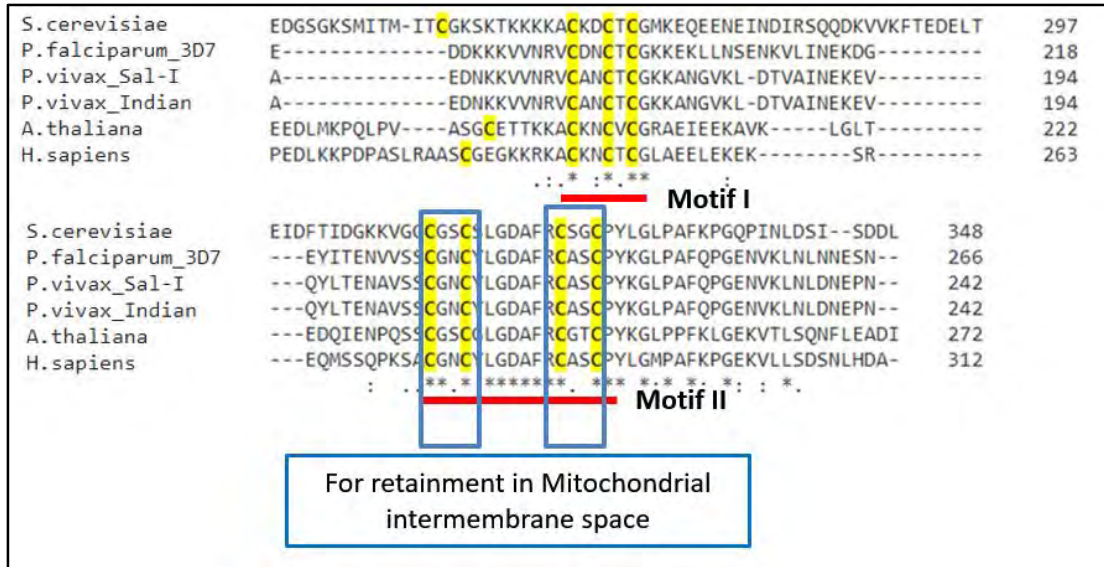 S.cerevisiae EDGSGKSMITM-ITCGKSKTKKKKACKDCTCGMKEQEENEINDIRSQQDKVVKFTEDELT 297
P.falciparum_3D7 E--------------DDKKKVVNRVCDNCTCGKKEKLLNSENKVLINEKDG--------- 218
P.vivax_Sal-I A--------------EDNKKVVNRVCANCTCGKKANGVKL-DTVAINEKEV--------- 194
P.vivax_Indian A--------------EDNKKVVNRVCANCTCGKKANGVKL-DTVAINEKEV--------- 194
A.thaliana EEDLMKPQLPV----ASGCETTKKACKNCVCGRAEIEEKAVK-----LGLT--------- 222
H.sapiens PEDLKKPDPASLRAASCGEGKKRKACKNCTCGLAEELEKEK--------SR--------- 263
.:.* :*.** :
Motif I
S.cerevisiae EIDFTIDGKKVGGCGSCSLGDAFRCSGCPYLGLPAFKPGQPINLDSI--SDDL 348
P.falciparum_3D7 ---EYITENVVSSCGNCYLGDAFRCASCPYKGLPAFQPGENVKLNLNNESN-- 266
P.vivax_Sal-I ---QYLTENAVSSCGNCYLGDAFRCASCPYKGLPAFQPGENVKLNLDNEPN-- 242
P.vivax_Indian ---QYLTENAVSSCGNCYLGDAFRCASCPYKGLPAFQPGENVKLNLDNEPN-- 242
A.thaliana ---EDQIENPQSSCGSCGLGDAFRCGTCPYKGLPPFKLGEKVTLSQNFLEADI 272
H.sapiens ---EQMSSQPKSACGNCYLGDAFRCASCPYLGMPAFKPGEKVLLSDSNLHDA- 312
: ..**.* *******. *** *:*.*: *: : *.
Motif II
For retainment in Mitochondrial
intermembrane space